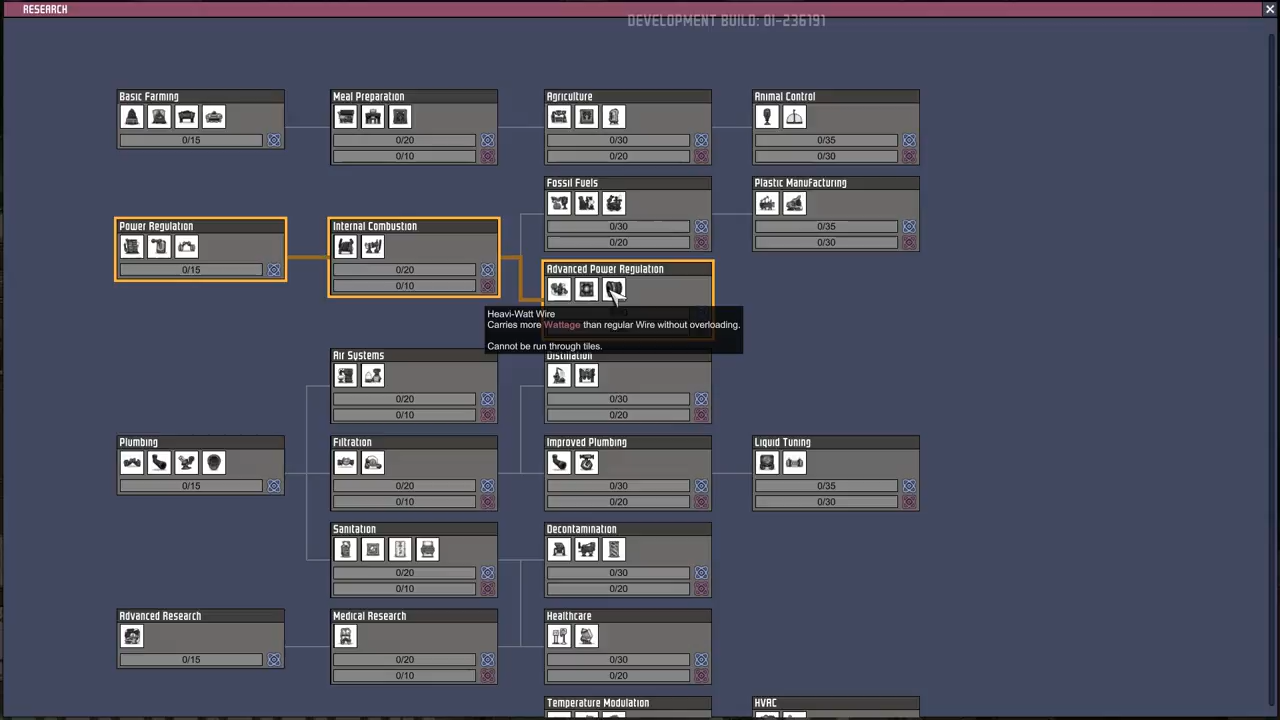 RESEARCH
DEVELOPMENT BUILD: 01-236191
Basic Farming
0/15
Meal Preparation
0/20
0/10
Agriculture
0/30
0/20
Animal Control
0/35
0/30
Fossil Fuels
0/30
0/20
Plastic Manufacturing
0/35
0/30
Power Regulation
0/15
Internal Combustion
0/20
0/10
Advanced Power Regulation
Heavi-Watt Wire
Carries more Wattage than regular Wire without overloading.
Cannot be run through tiles.
Air Systems
0/20
0/10
Distillation
0/30
0/20
Plumbing
0/15
Filtration
0/20
0/10
Improved Plumbing
0/30
0/20
Liquid Tuning
0/35
0/30
Sanitation
0/20
0/10
Decontamination
0/30
0/20
Advanced Research
0/15
Medical Research
0/20
0/10
Healthcare
0/30
0/20
Temperature Modulation
HVAC